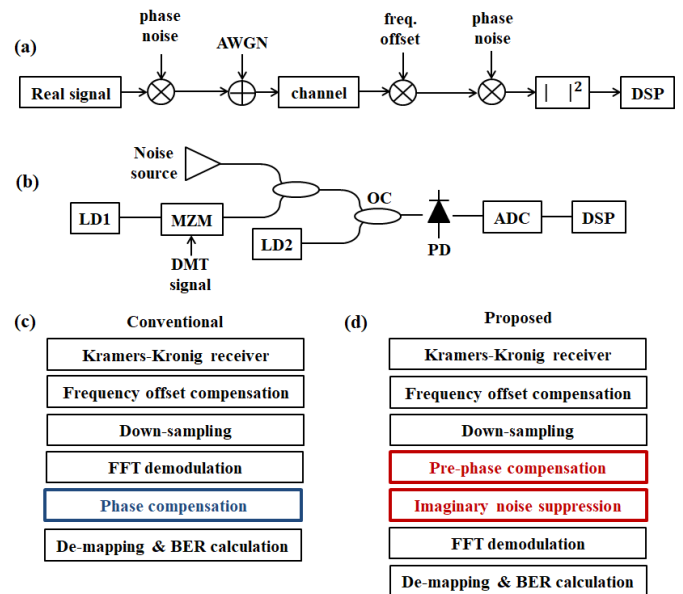 (a)
phase
noise
AWGN
freq.
offset
phase
noise
Real signal
channel
| |²
DSP
(b)
Noise
source
LD1
MZM
DMT
signal
LD2
OC
PD
ADC
DSP
(c)
Conventional
Kramers-Kronig receiver
Frequency offset compensation
Down-sampling
FFT demodulation
Phase compensation
De-mapping & BER calculation
(d)
Proposed
Kramers-Kronig receiver
Frequency offset compensation
Down-sampling
Pre-phase compensation
Imaginary noise suppression
FFT demodulation
De-mapping & BER calculation